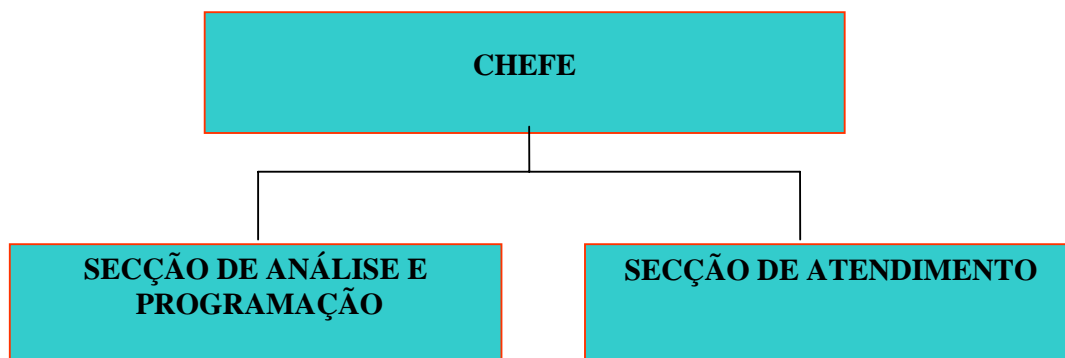 CHEFE
SECÇÃO DE ANÁLISE E
PROGRAMAÇÃO
SECÇÃO DE ATENDIMENTO